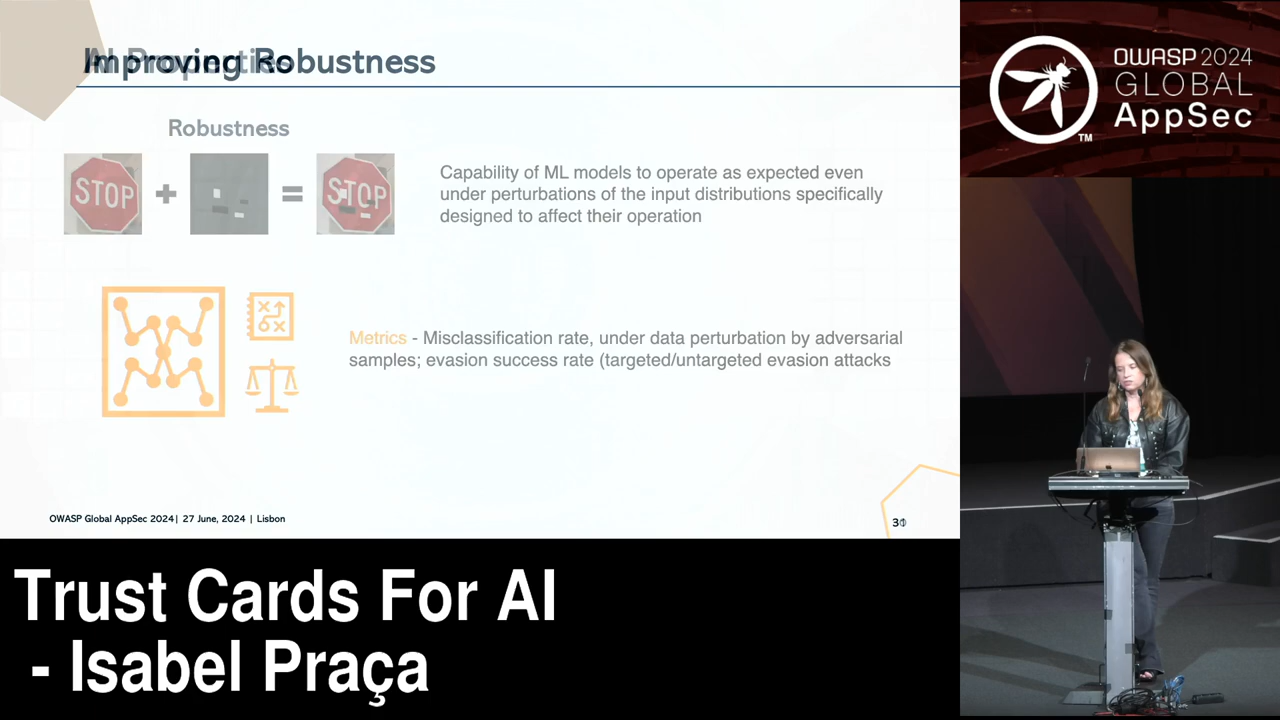 Improving Robustness
Robustness
STOP
STOP
Capability of ML models to operate as expected even
under perturbations of the input distributions specifically
designed to affect their operation
Metrics - Misclassification rate, under data perturbation by adversarial
samples; evasion success rate (targeted/untargeted evasion attacks
OWASP Global AppSec 2024| 27 June, 2024 | Lisbon
OWASP 2024
GLOBAL
AppSec
TM
Trust Cards For AI
- Isabel Praça